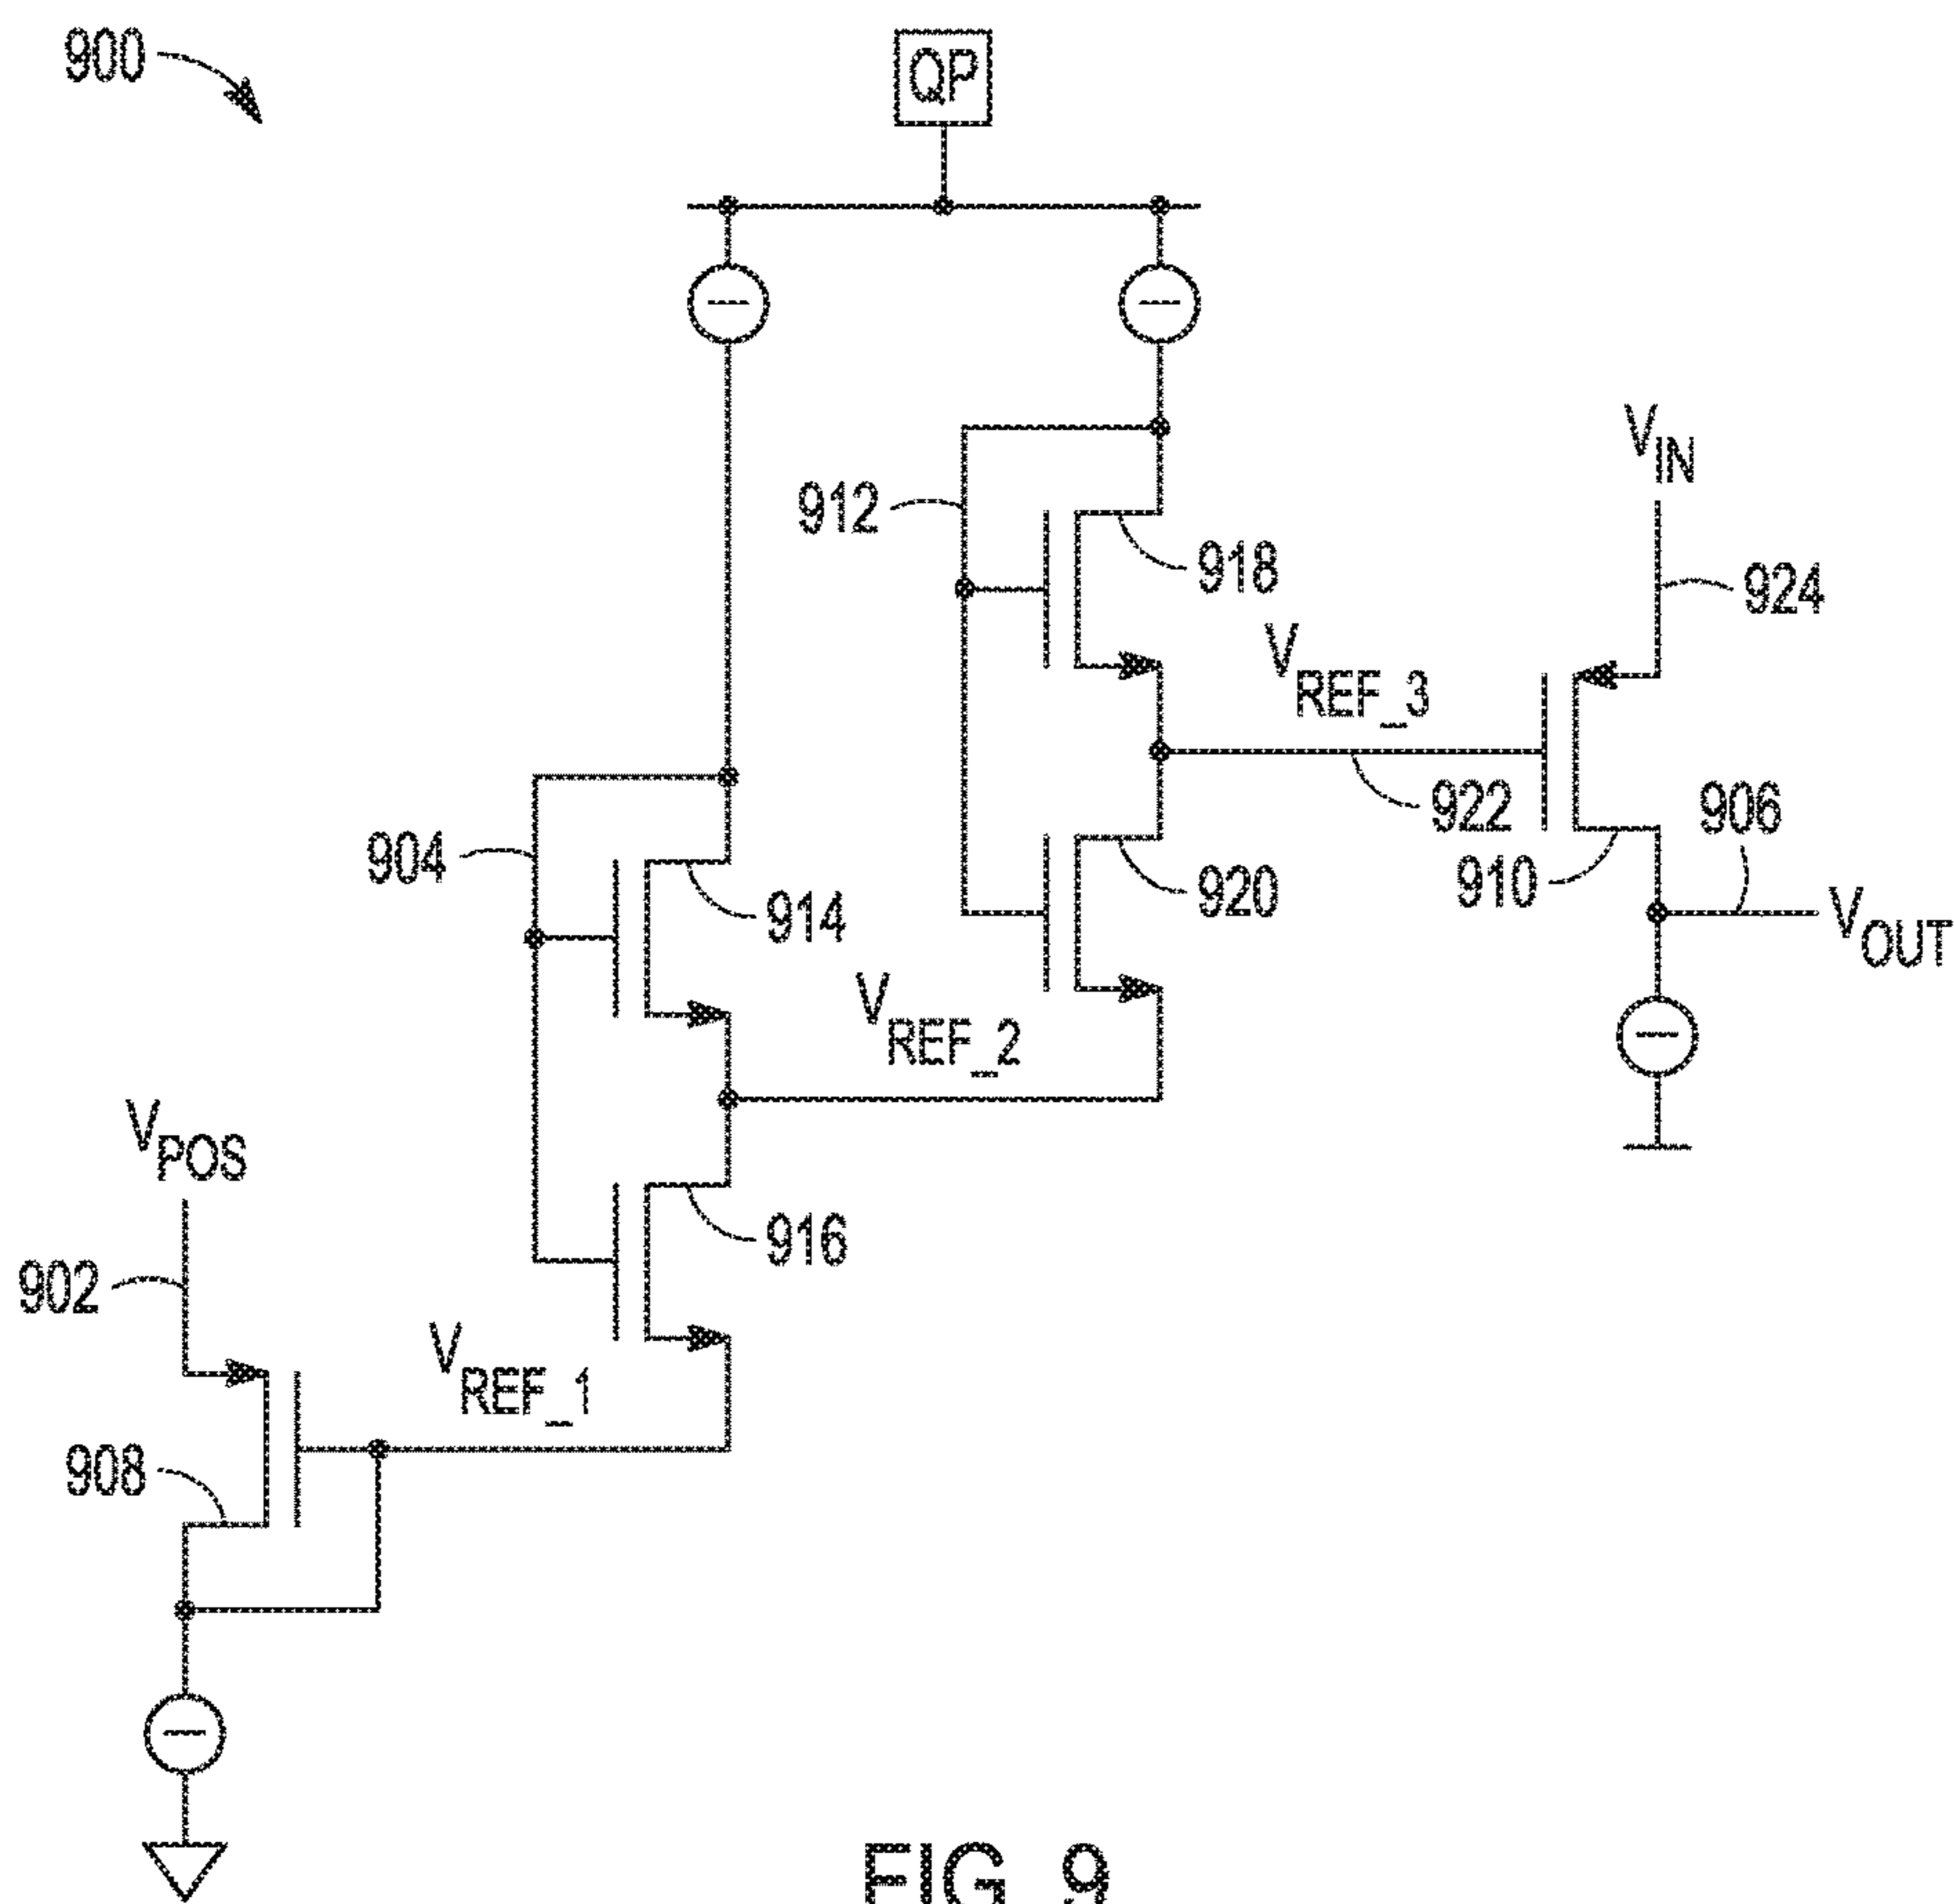 900
QP
V_IN
912
918
924
V_REF_3
922
906
904
914
920
910
V_OUT
V_REF_2
V_POS
916
902
V_REF_1
908
FIG. 9